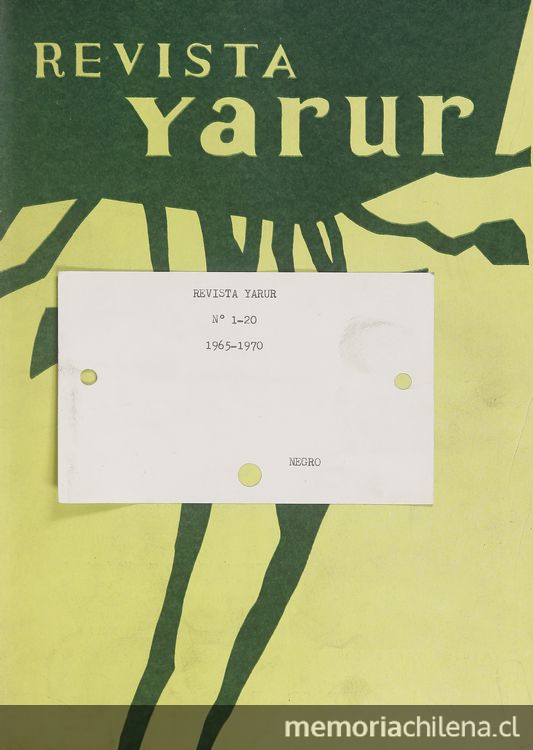 REVISTA
Yarur
REVISTA YARUR
N° 1-20
1965-1970
NEGRO
memoriachilena.cl